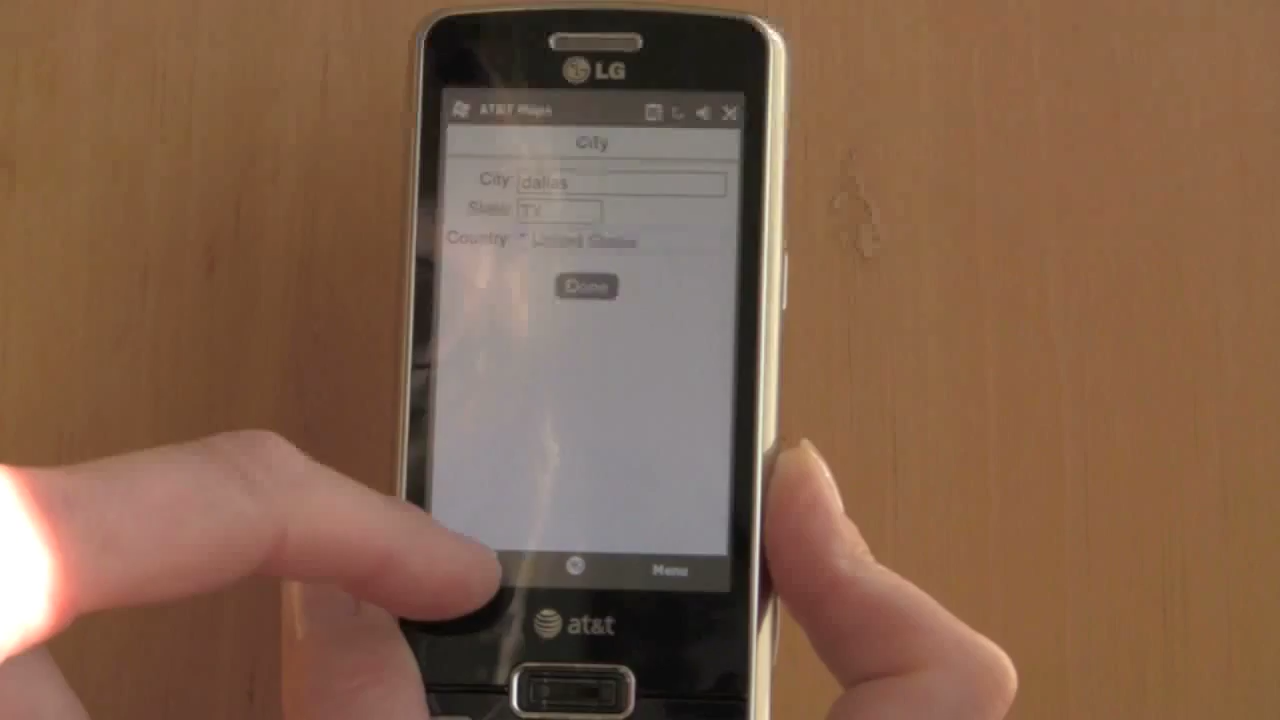 LG
AT&T Maps
City
City: dallas
State: TX
Country: * United States
Done
Menu
at&t